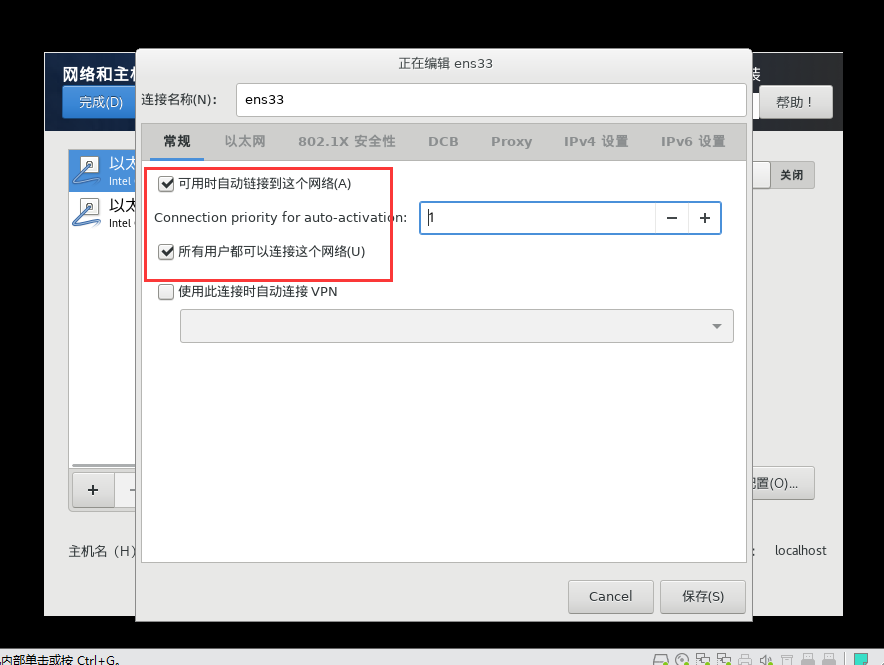 正在编辑 ens33
网络和主机
装
完成(D)
帮助！
连接名称(N)：
ens33
常规
以太网
802.1X 安全性
DCB
Proxy
IPv4 设置
IPv6 设置
以太
Intel
关闭
以太
Intel
可用时自动链接到这个网络(A)
Connection priority for auto-activation:
1
所有用户都可以连接这个网络(U)
使用此连接时自动连接 VPN
+
配置(O)...
主机名（H）
localhost
Cancel
保存(S)
内部单击或按 Ctrl+G。